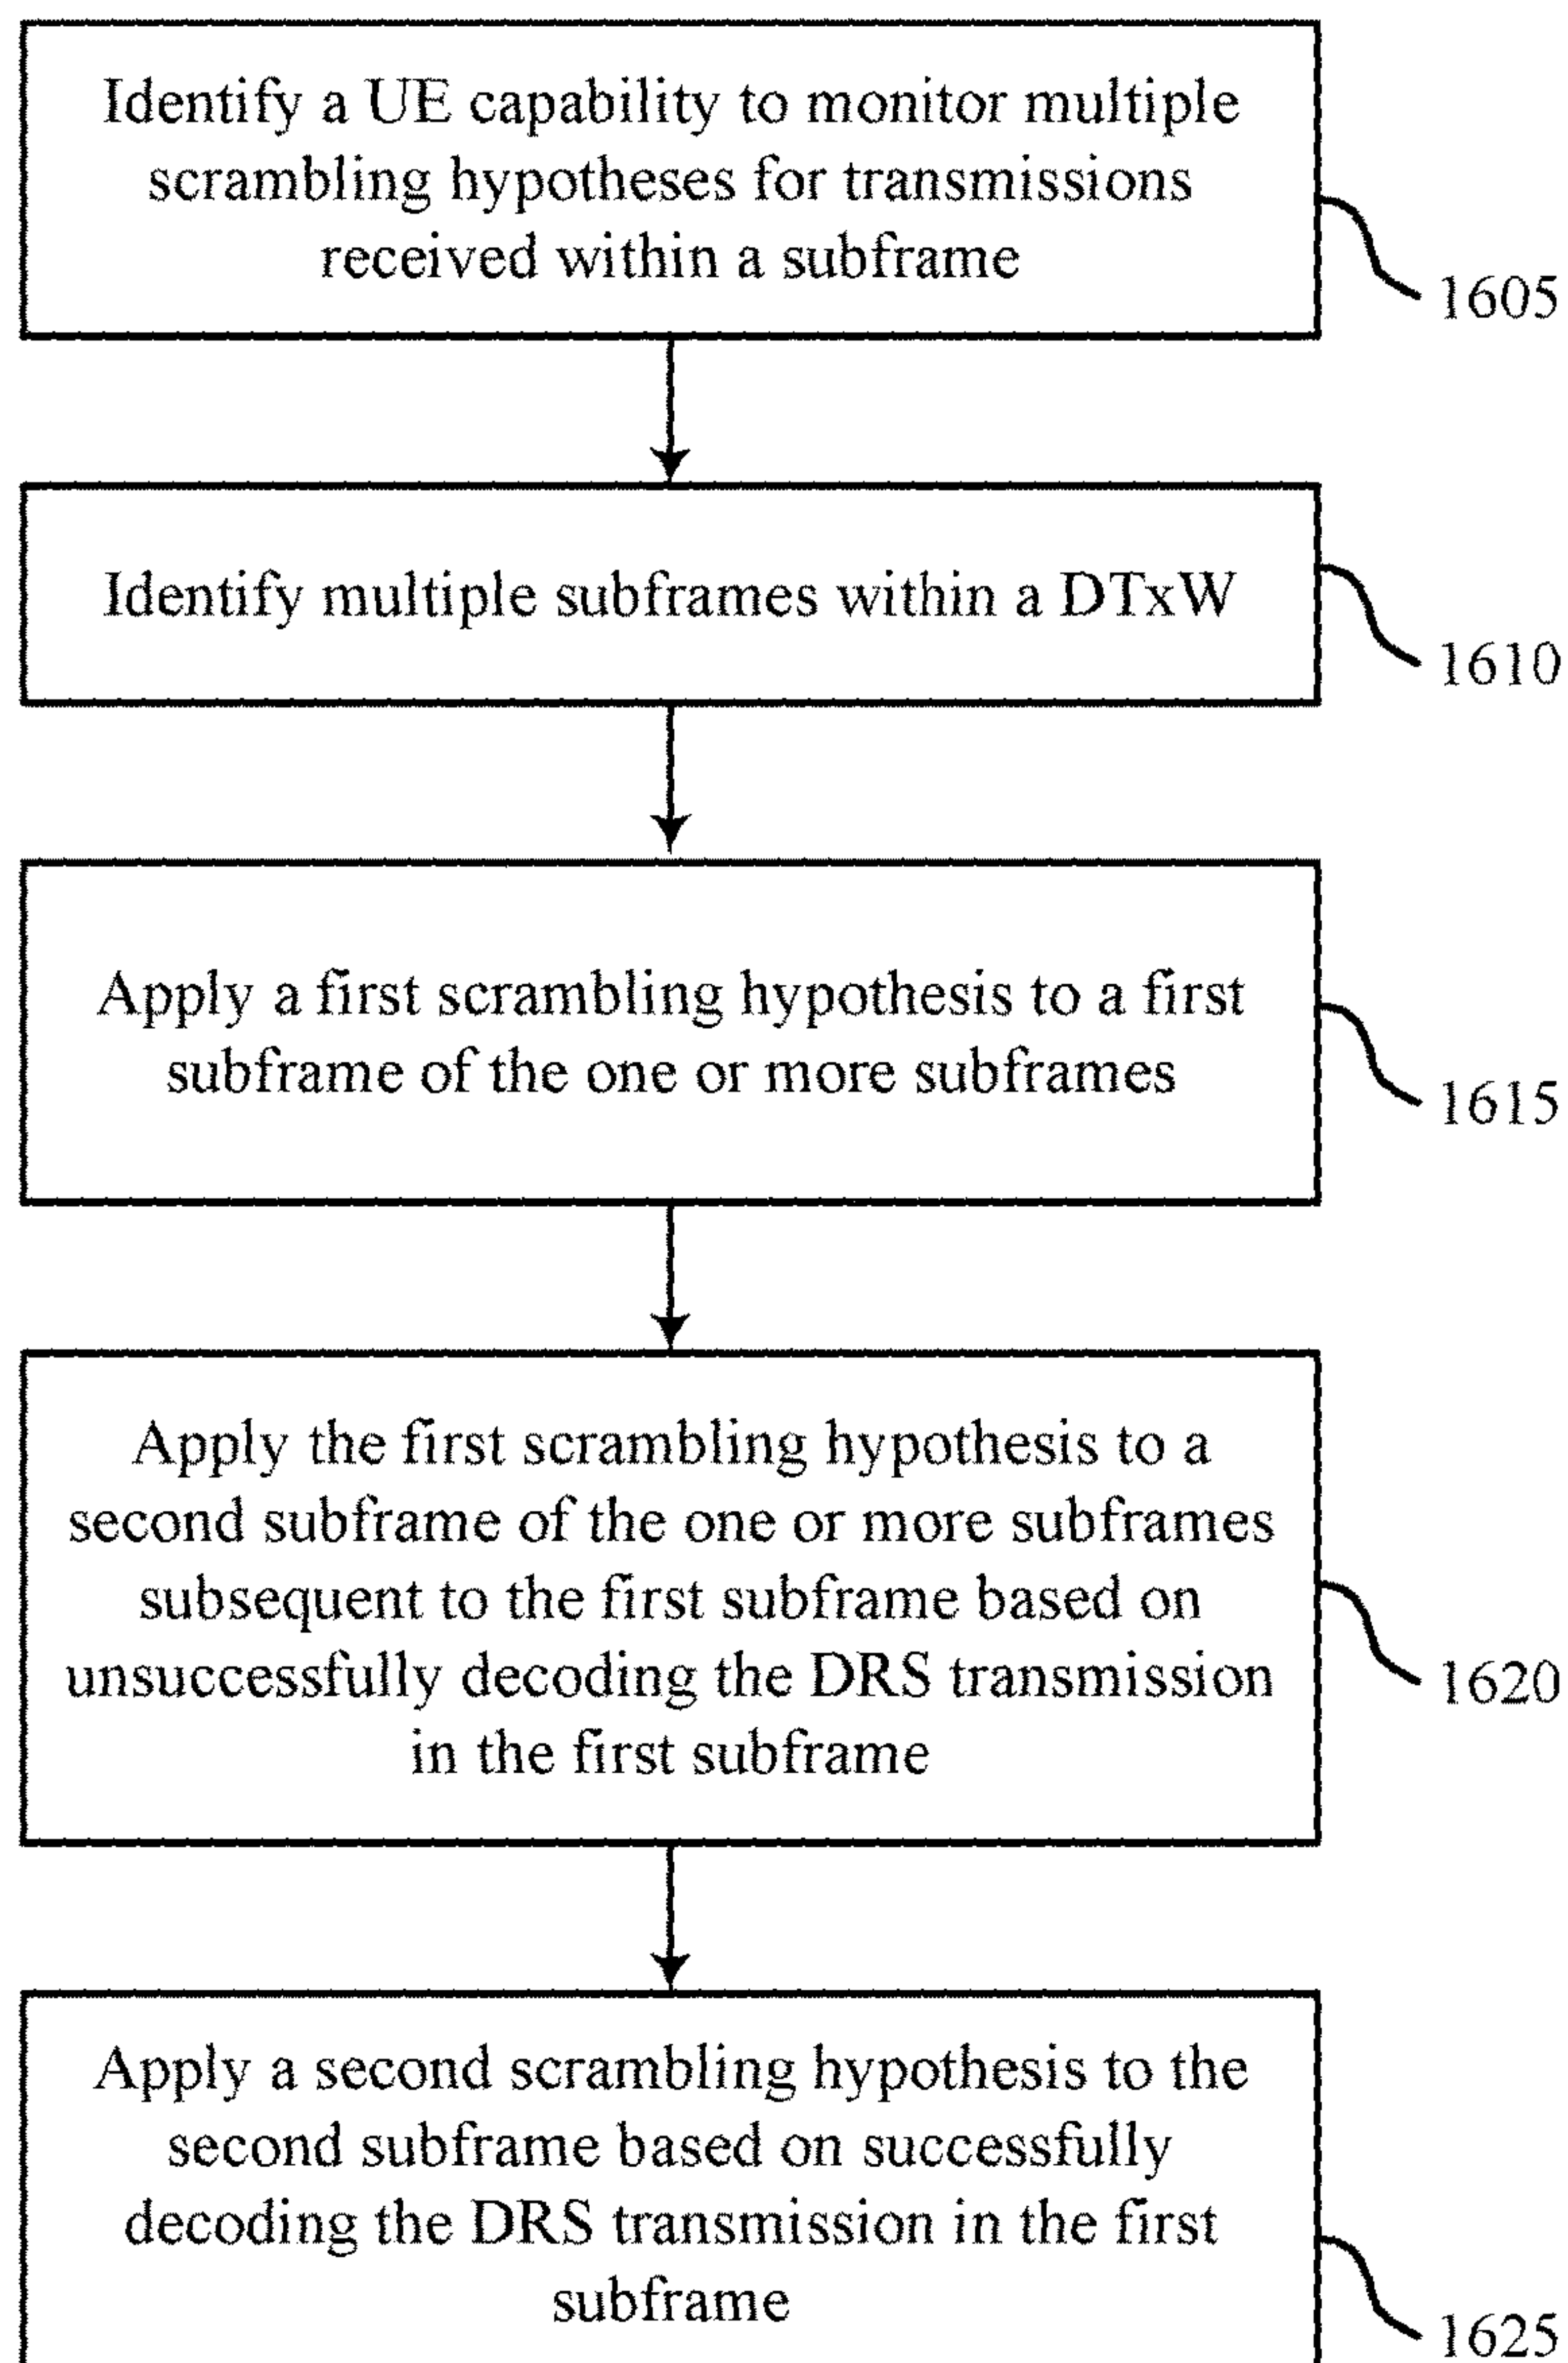 Identify a UE capability to monitor multiple
scrambling hypotheses for transmissions
received within a subframe
1605
Identify multiple subframes within a DTxW
1610
Apply a first scrambling hypothesis to a first
subframe of the one or more subframes
1615
Apply the first scrambling hypothesis to a
second subframe of the one or more subframes
subsequent to the first subframe based on
unsuccessfully decoding the DRS transmission
in the first subframe
1620
Apply a second scrambling hypothesis to the
second subframe based on successfully
decoding the DRS transmission in the first
subframe
1625